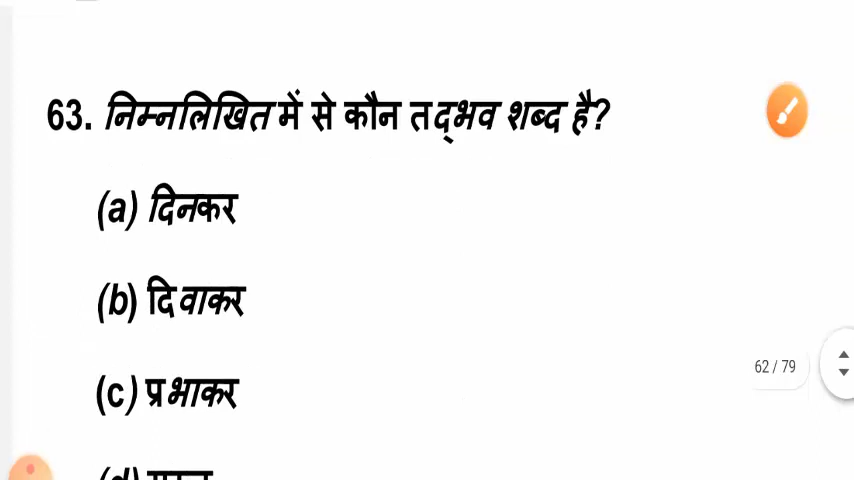 63. निम्नलिखित में से कौन तद्भव शब्द है?
(a) दिनकर
(b) दिवाकर
(c) प्रभाकर
62 / 79
(d)